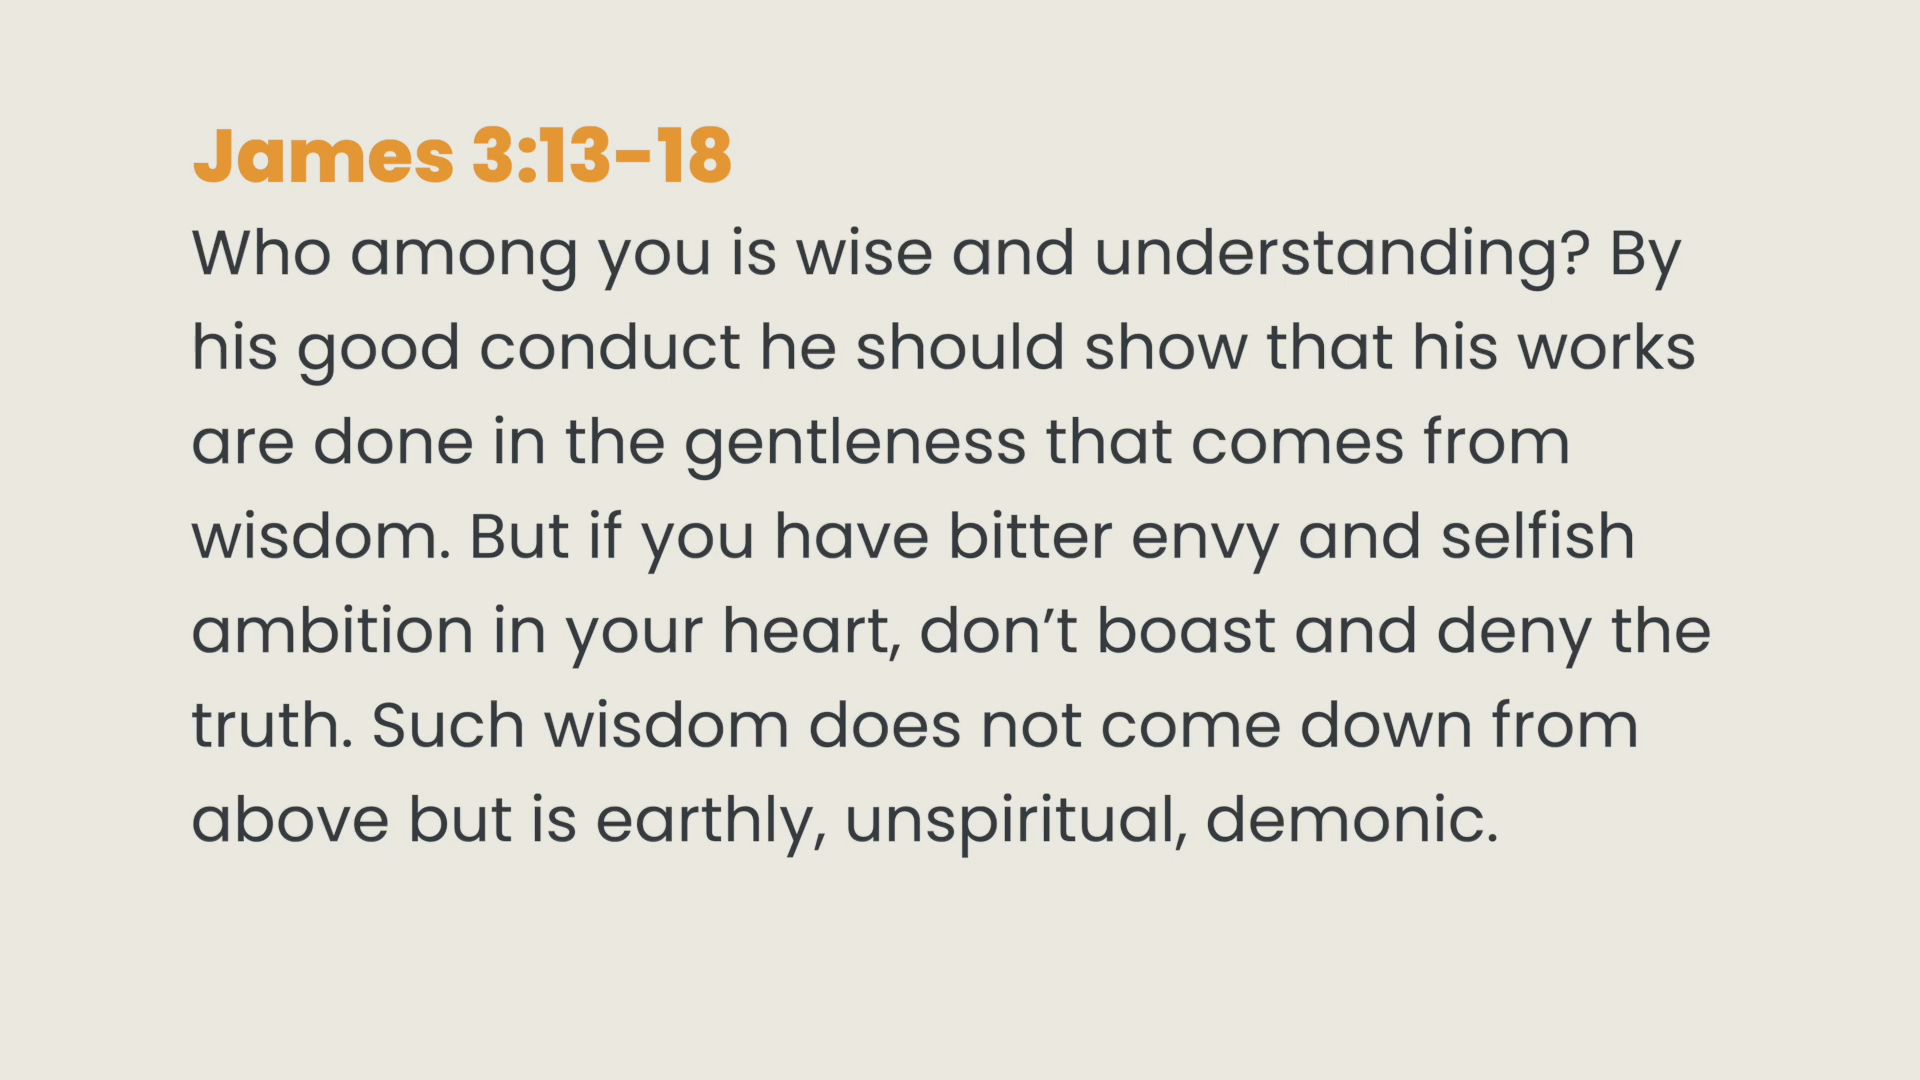 James 3:13-18
Who among you is wise and understanding? By
his good conduct he should show that his works
are done in the gentleness that comes from
wisdom. But if you have bitter envy and selfish
ambition in your heart, don’t boast and deny the
truth. Such wisdom does not come down from
above but is earthly, unspiritual, demonic.